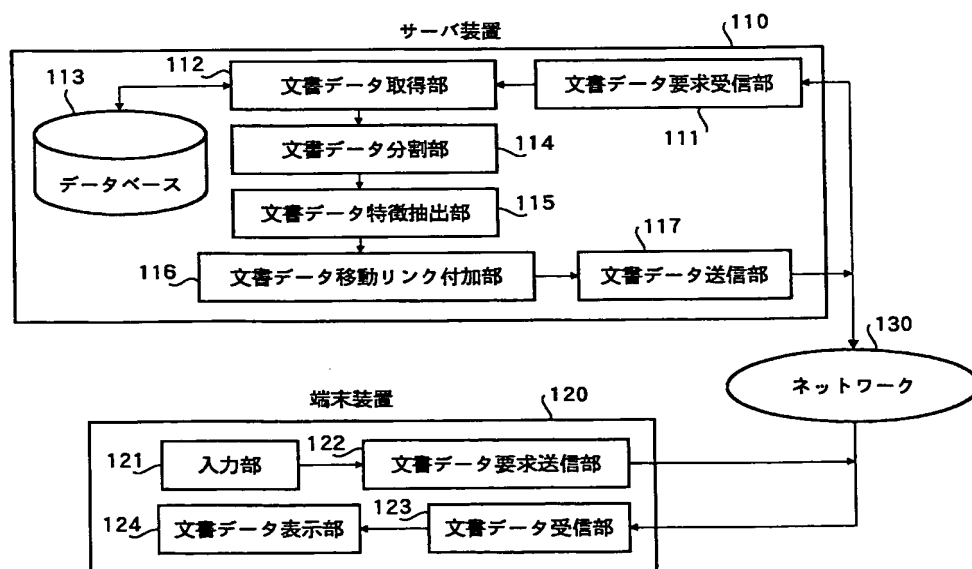 サーバ装置
110
112
文書データ取得部
文書データ要求受信部
111
113
データベース
文書データ分割部
114
文書データ特徴抽出部
115
116
文書データ移動リンク付加部
117
文書データ送信部
130
ネットワーク
端末装置
120
121
入力部
122
文書データ要求送信部
124
文書データ表示部
123
文書データ受信部